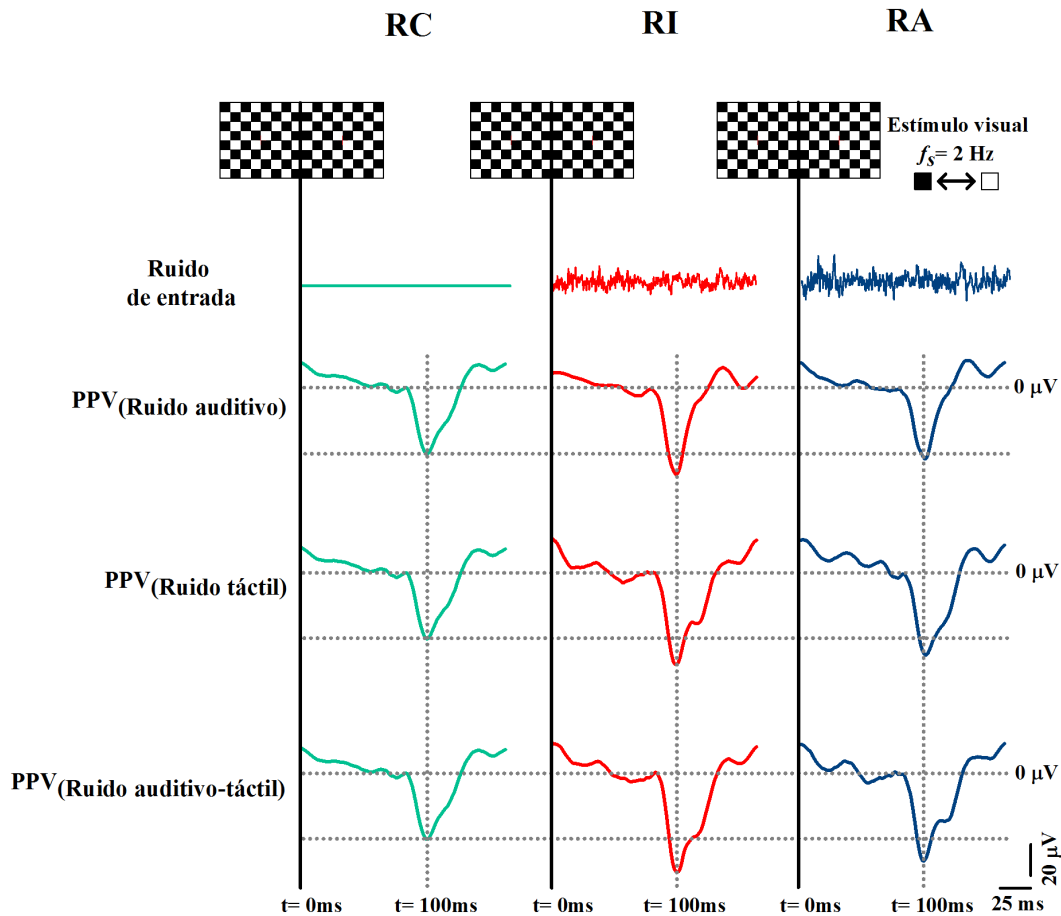 RC
RI
RA
Estímulo visual
fs= 2 Hz
Ruido
de entrada
PPV(Ruido auditivo)
0 μV
PPV(Ruido táctil)
0 μV
PPV(Ruido auditivo-táctil)
0 μV
20 μV
t= 0ms
t= 100ms
t= 0ms
t= 100ms
t= 0ms
t= 100ms
25 ms